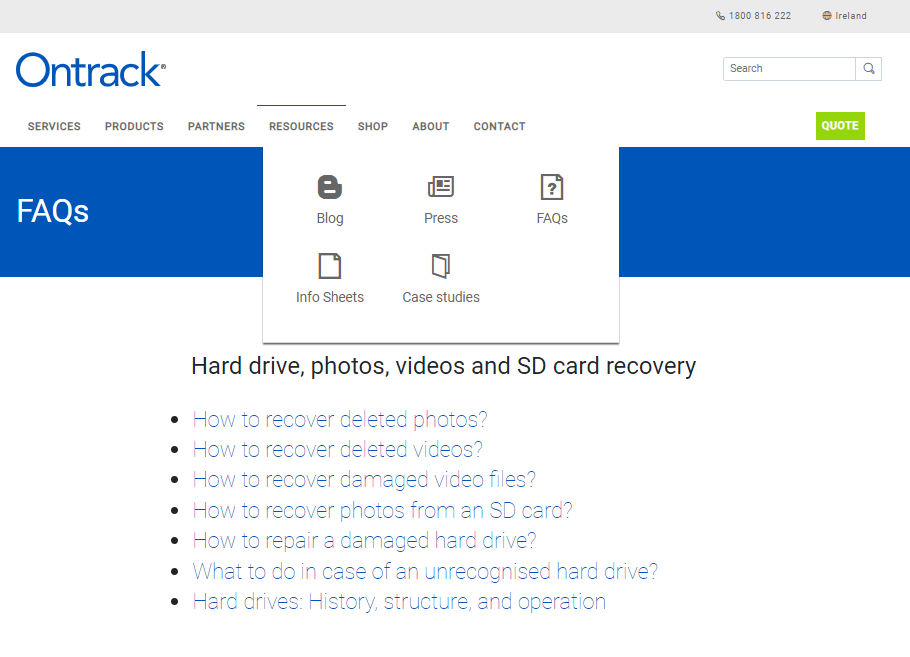 1800 816 222 Ireland
Ontrack®
Search
SERVICES PRODUCTS PARTNERS RESOURCES SHOP ABOUT CONTACT QUOTE
FAQs
Blog Press FAQs
Info Sheets Case studies
Hard drive, photos, videos and SD card recovery
How to recover deleted photos?
How to recover deleted videos?
How to recover damaged video files?
How to recover photos from an SD card?
How to repair a damaged hard drive?
What to do in case of an unrecognised hard drive?
Hard drives: History, structure, and operation